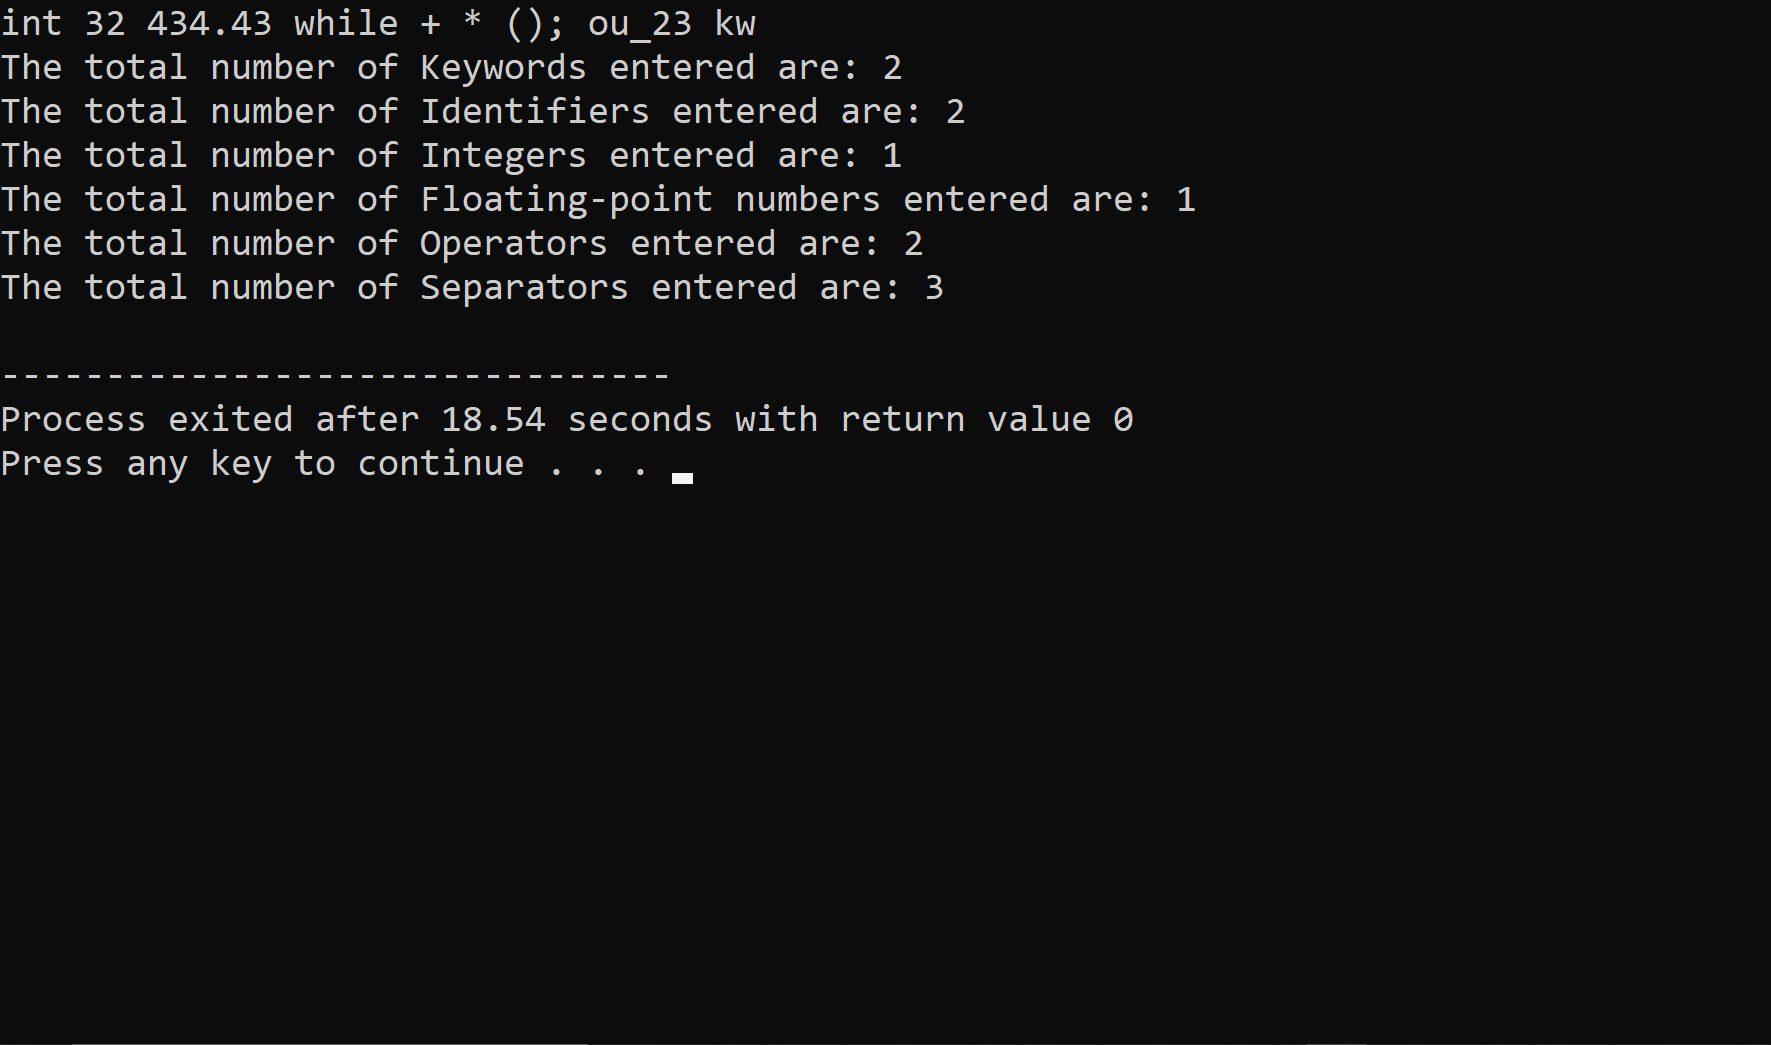 int 32 434.43 while + * (); ou_23 kw
The total number of Keywords entered are: 2
The total number of Identifiers entered are: 2
The total number of Integers entered are: 1
The total number of Floating-point numbers entered are: 1
The total number of Operators entered are: 2
The total number of Separators entered are: 3
--------------------------------
Process exited after 18.54 seconds with return value 0
Press any key to continue . . .